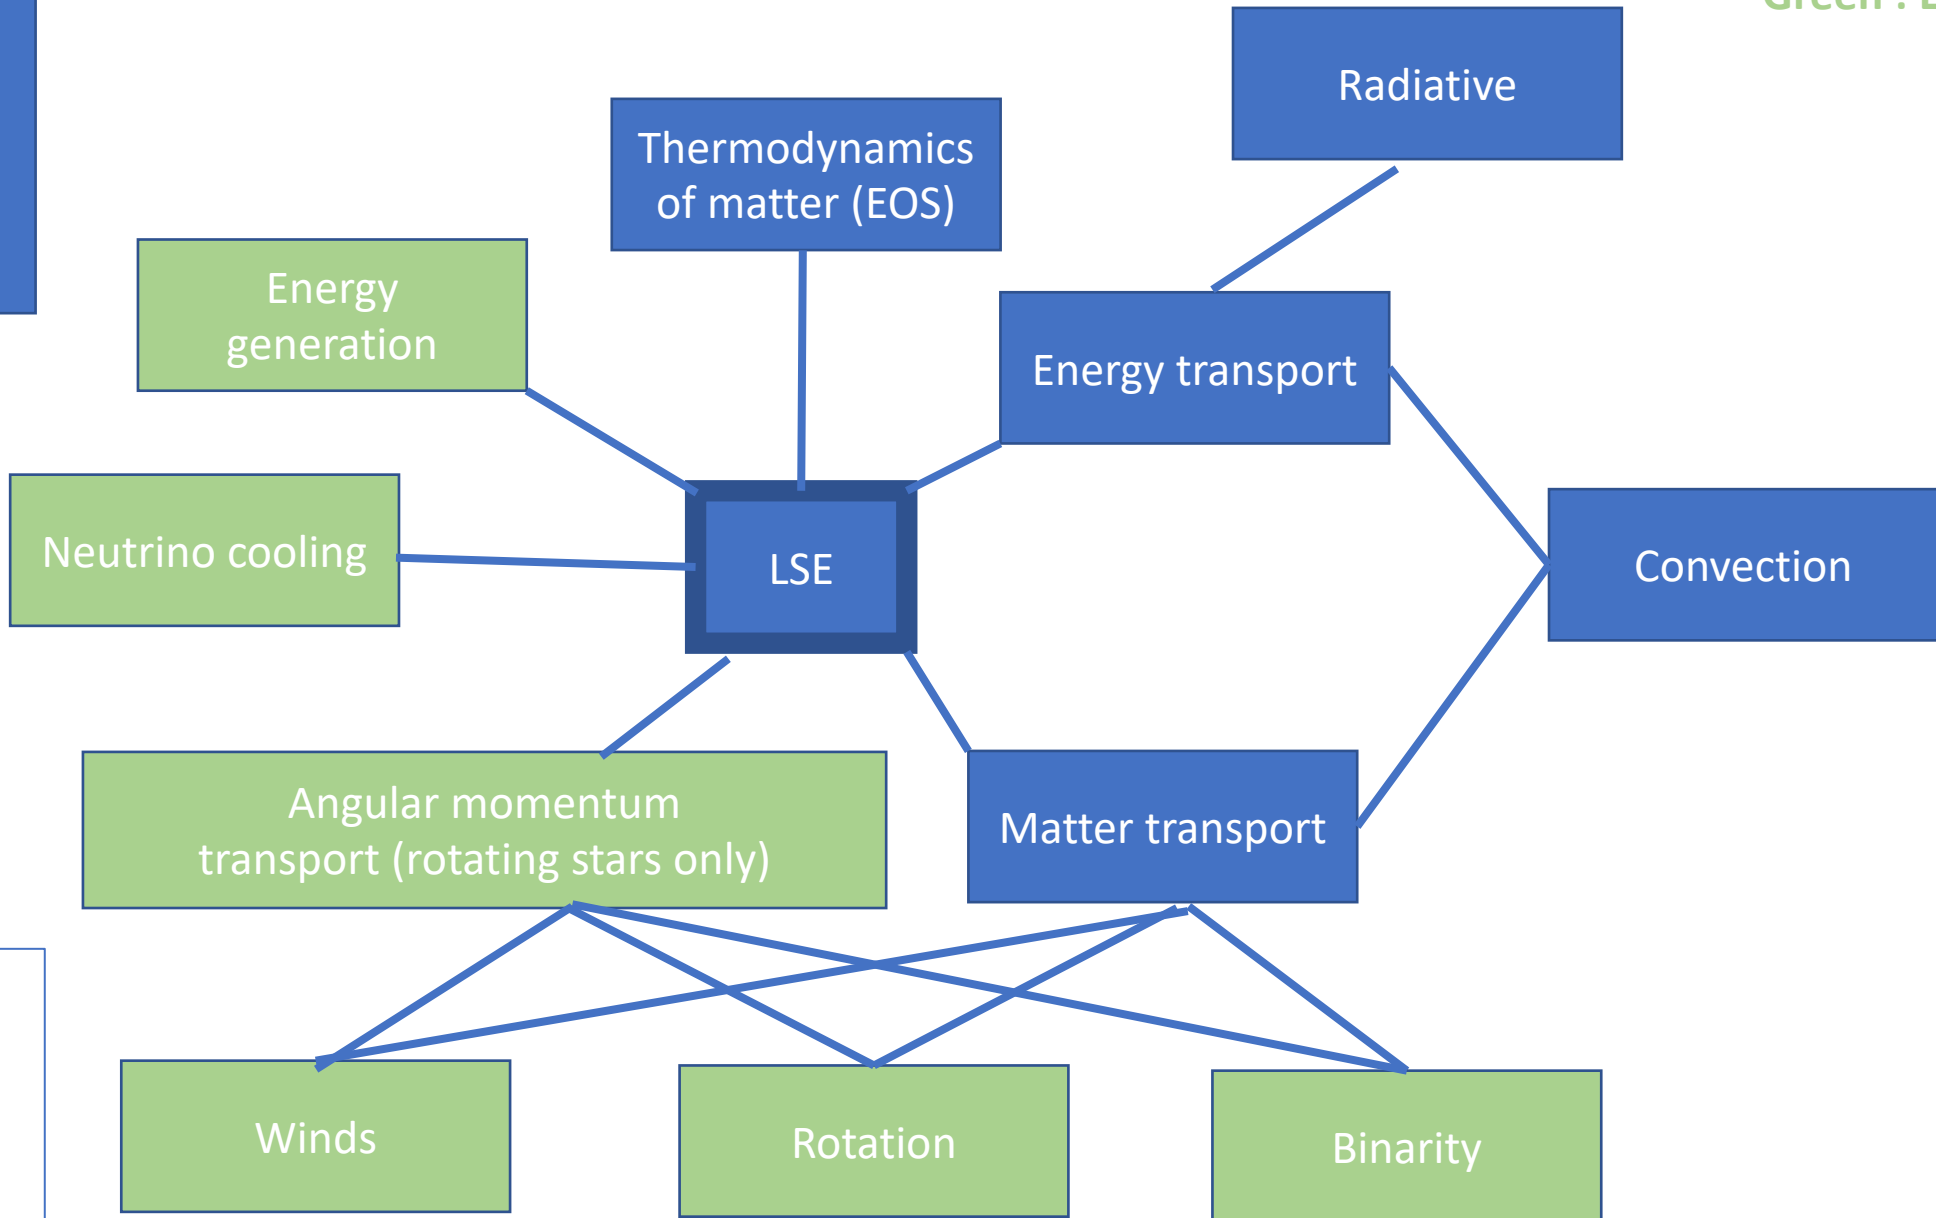 Green :
Radiative
Thermodynamics
of matter (EOS)
Energy
generation
Energy transport
Neutrino cooling
LSE
Convection
Angular momentum
transport (rotating stars only)
Matter transport
Winds
Rotation
Binarity